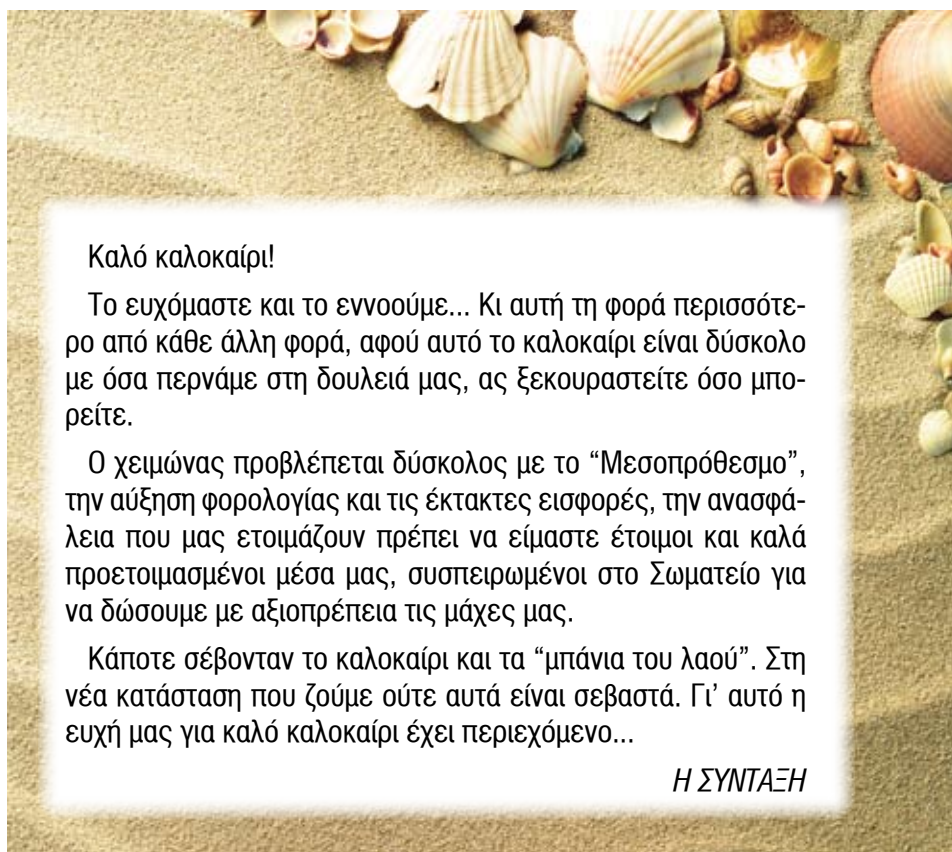 Καλό καλοκαίρι!
Το ευχόμαστε και το εννοούμε... Κι αυτή τη φορά περισσότε-
ρο από κάθε άλλη φορά, αφού αυτό το καλοκαίρι είναι δύσκολο
με όσα περνάμε στη δουλειά μας, ας ξεκουραστείτε όσο μπο-
ρείτε.
Ο χειμώνας προβλέπεται δύσκολος με το “Μεσοπρόθεσμο”,
την αύξηση φορολογίας και τις έκτακτες εισφορές, την ανασφά-
λεια που μας ετοιμάζουν πρέπει να είμαστε έτοιμοι και καλά
προετοιμασμένοι μέσα μας, συσπειρωμένοι στο Σωματείο για
να δώσουμε με αξιοπρέπεια τις μάχες μας.
Κάποτε σέβονταν το καλοκαίρι και τα “μπάνια του λαού”. Στη
νέα κατάσταση που ζούμε ούτε αυτά είναι σεβαστά. Γι’ αυτό η
ευχή μας για καλό καλοκαίρι έχει περιεχόμενο...
Η ΣΥΝΤΑΞΗ